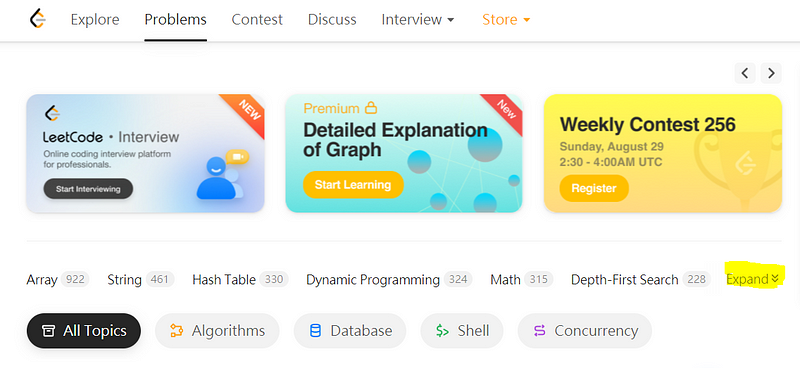 Explore Problems Contest Discuss Interview Store
NEW
LeetCode • Interview
Online coding interview platform
for professionals.
Start Interviewing
New
Premium
Detailed Explanation
of Graph
Start Learning
Weekly Contest 256
Sunday, August 29
2:30 - 4:00AM UTC
Register
Array 922 String 461 Hash Table 330 Dynamic Programming 324 Math 315 Depth-First Search 228 Expand
All Topics Algorithms Database Shell Concurrency